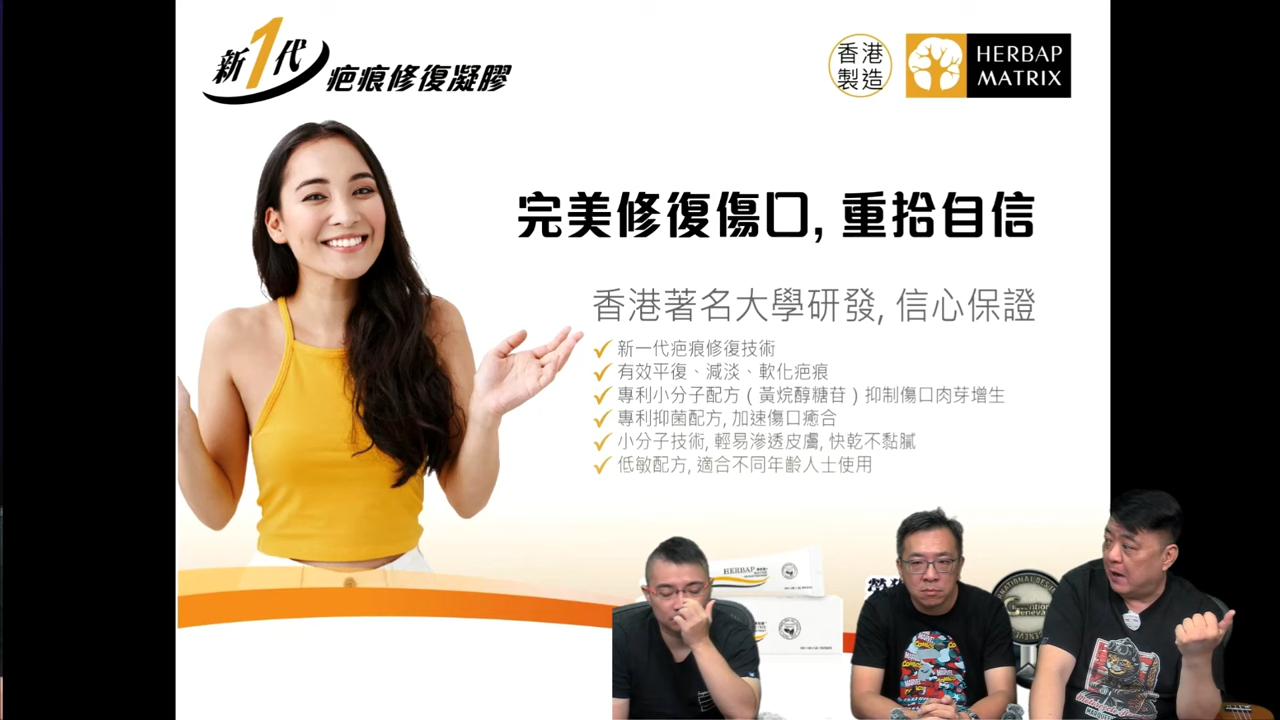 新1代
疤痕修復凝膠
香港
製造
HERBAP
MATRIX
完美修復傷口, 重拾自信
香港著名大學研發, 信心保證
新一代疤痕修復技術
有效平復、減淡、軟化疤痕
專利小分子配方 ( 黃烷醇糖苷 ) 抑制傷口肉芽增生
專利抑菌配方, 加速傷口癒合
小分子技術, 輕易滲透皮膚, 快乾不黏膩
低敏配方, 適合不同年齡人士使用
HERBAP